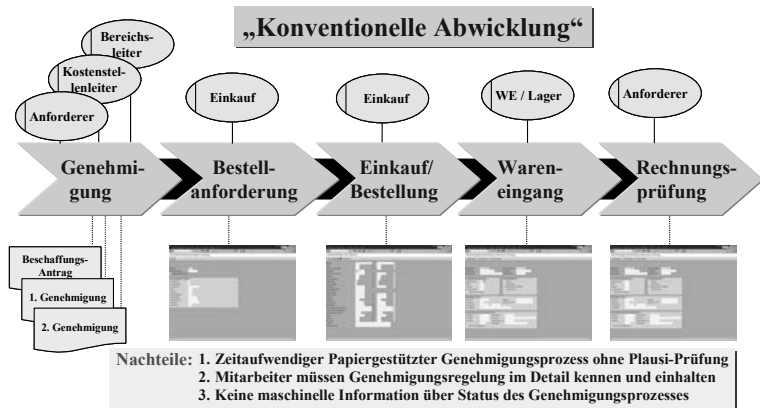 „Konventionelle Abwicklung“
Bereichs-
leiter
Kostenstel-
lenleiter
Anforderer
Einkauf
Einkauf
WE / Lager
Anforderer
Genehmi-
gung
Bestell-
anforderung
Einkauf/
Bestellung
Waren-
eingang
Rechnungs-
prüfung
Beschaffungs-
Antrag
1. Genehmigung
2. Genehmigung
Nachteile: 1. Zeitaufwendiger Papiergestützter Genehmigungsprozess ohne Plausi-Prüfung
2. Mitarbeiter müssen Genehmigungsregelung im Detail kennen und einhalten
3. Keine maschinelle Information über Status des Genehmigungsprozesses